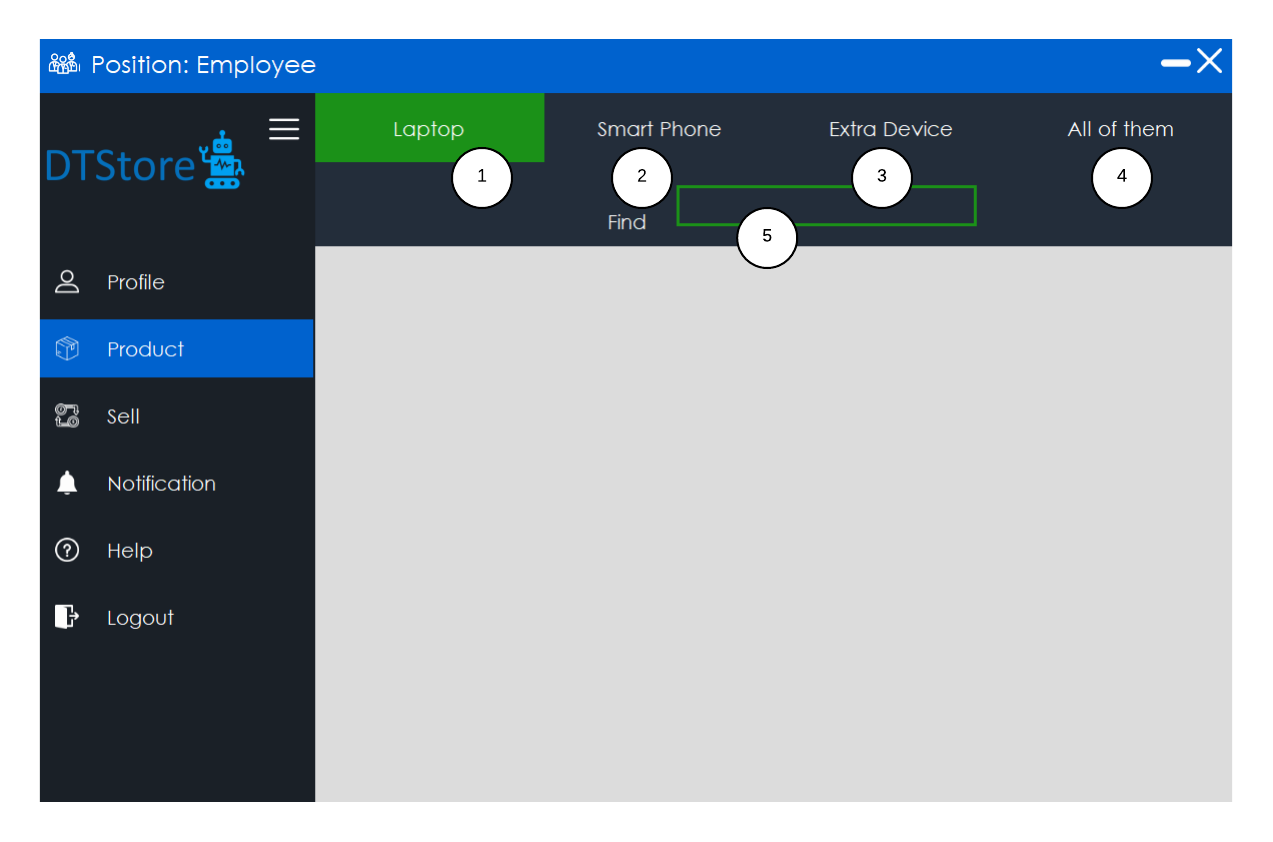 Position: Employee
DTStore
Laptop
Smart Phone
Extra Device
All of them
1
2
3
4
Find
5
Profile
Product
Sell
Notification
Help
Logout